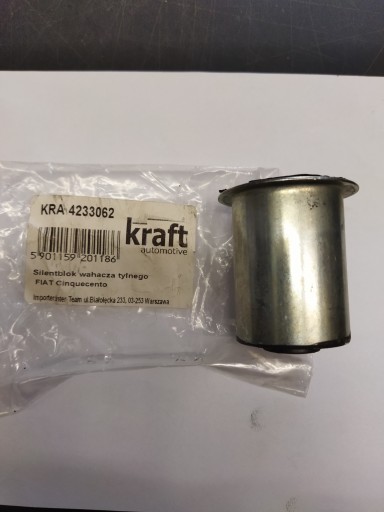 KRA 4233062
kraft
automotive
5 901159 201186
Silentblok wahacza tylnego
FIAT Cinquecento
Importer:Inter Team ul.Białołęcka 233, 03-253 Warszawa